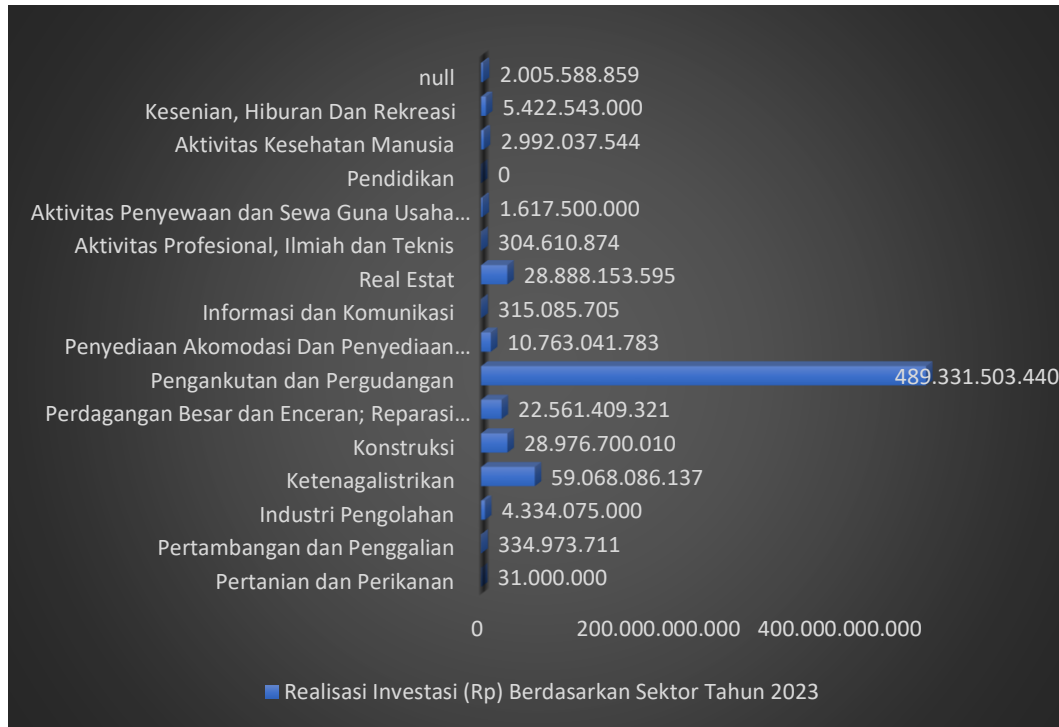 null 2.005.588.859
Kesenian, Hiburan Dan Rekreasi 5.422.543.000
Aktivitas Kesehatan Manusia 2.992.037.544
Pendidikan 0
Aktivitas Penyewaan dan Sewa Guna Usaha... 1.617.500.000
Aktivitas Profesional, Ilmiah dan Teknis 304.610.874
Real Estat 28.888.153.595
Informasi dan Komunikasi 315.085.705
Penyediaan Akomodasi Dan Penyediaan... 10.763.041.783
Pengankutan dan Pergudangan 489.331.503.440
Perdagangan Besar dan Enceran; Reparasi... 22.561.409.321
Konstruksi 28.976.700.010
Ketenagalistrikan 59.068.086.137
Industri Pengolahan 4.334.075.000
Pertambangan dan Penggalian 334.973.711
Pertanian dan Perikanan 31.000.000
0 200.000.000.000 400.000.000.000
Realisasi Investasi (Rp) Berdasarkan Sektor Tahun 2023